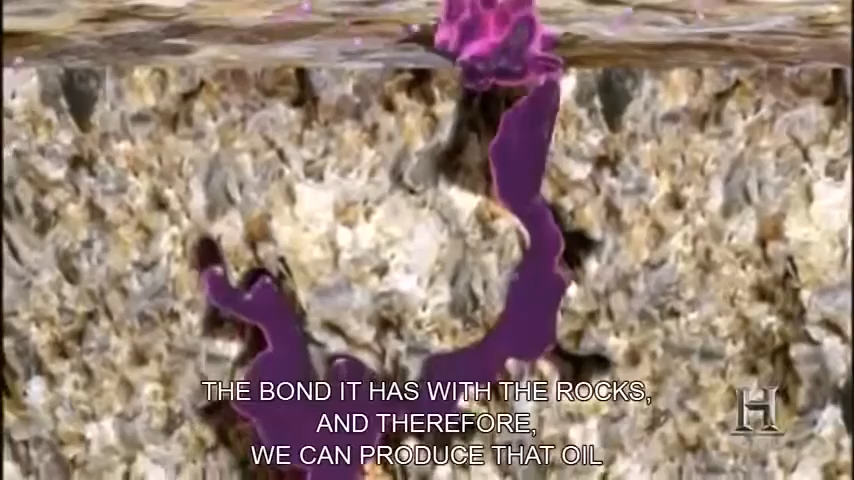 THE BOND IT HAS WITH THE ROCKS,
AND THEREFORE,
WE CAN PRODUCE THAT OIL
H